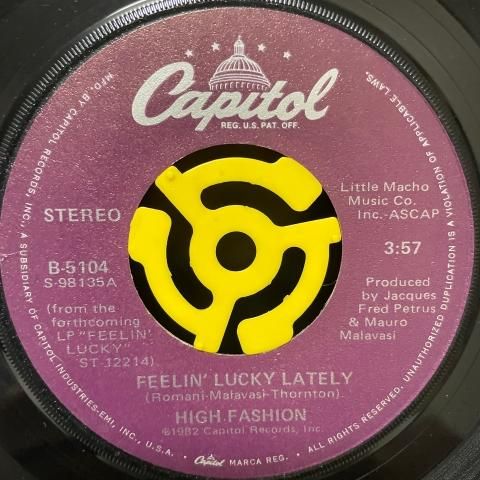 Capitol
REG. U.S. PAT. OFF.
STEREO
B-5104
S-98135A
(from the
forthcoming
LP "FEELIN'
LUCKY"
ST-12214)
Little Macho
Music Co.
Inc.-ASCAP
3:57
Produced
by Jacques
Fred Petrus
& Mauro
Malavasi
FEELIN' LUCKY LATELY
(Romani-Malavasi-Thornton)
HIGH FASHION
℗1982 Capitol Records, Inc.
MFD. BY CAPITOL RECORDS, INC., A SUBSIDIARY OF CAPITOL INDUSTRIES-EMI, INC., U.S.A. • Capitol MARCA REG. • ALL RIGHTS RESERVED. UNAUTHORIZED DUPLICATION IS A VIOLATION OF APPLICABLE LAWS.